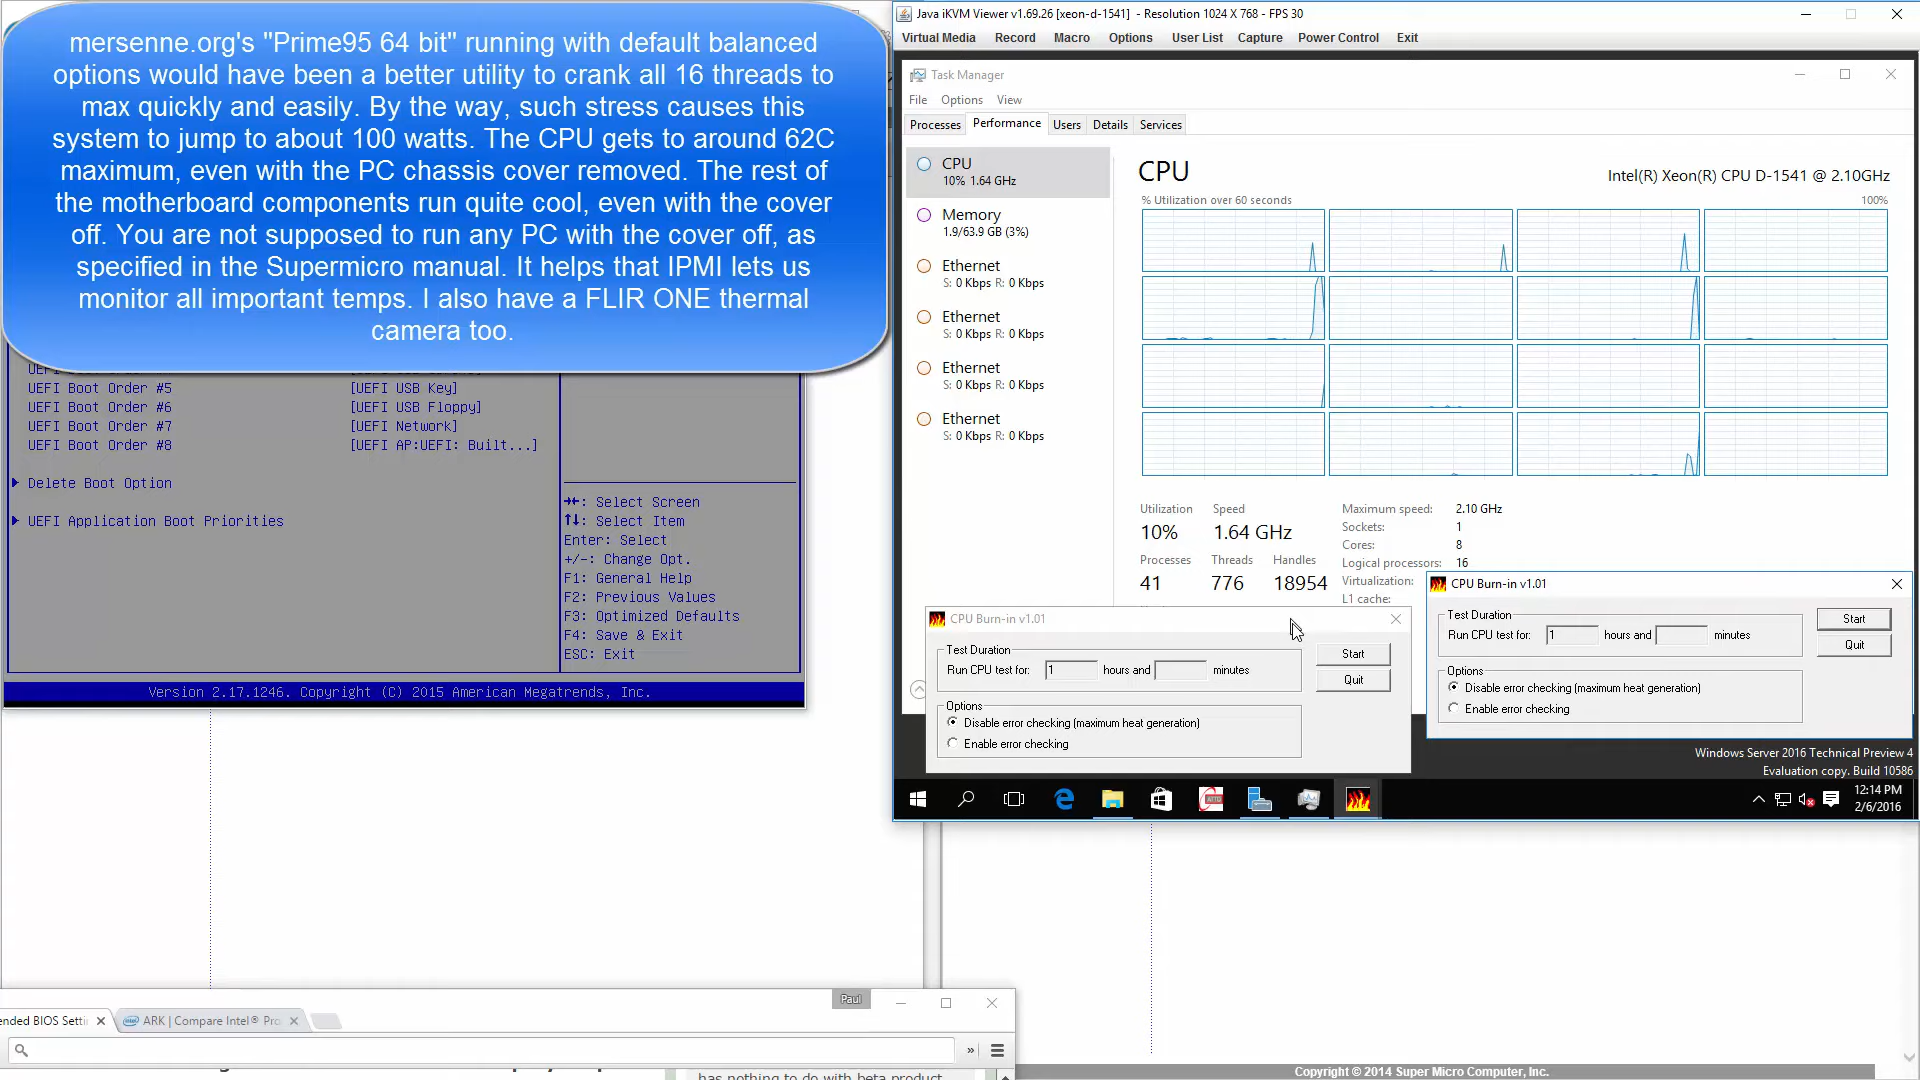 mersenne.org's "Prime95 64 bit" running with default balanced
options would have been a better utility to crank all 16 threads to
max quickly and easily. By the way, such stress causes this
system to jump to about 100 watts. The CPU gets to around 62C
maximum, even with the PC chassis cover removed. The rest of
the motherboard components run quite cool, even with the cover
off. You are not supposed to run any PC with the cover off, as
specified in the Supermicro manual. It helps that IPMI lets us
monitor all important temps. I also have a FLIR ONE thermal
camera too.
UEFI Boot Order #5 [UEFI USB Key]
UEFI Boot Order #6 [UEFI USB Floppy]
UEFI Boot Order #7 [UEFI Network]
UEFI Boot Order #8 [UEFI AP:UEFI: Built...]
Delete Boot Option
UEFI Application Boot Priorities
→←: Select Screen
↑↓: Select Item
Enter: Select
+/-: Change Opt.
F1: General Help
F2: Previous Values
F3: Optimized Defaults
F4: Save & Exit
ESC: Exit
Version 2.17.1246. Copyright (C) 2015 American Megatrends, Inc.
Java iKVM Viewer v1.69.26 [xeon-d-1541] - Resolution 1024 X 768 - FPS 30
Virtual Media Record Macro Options User List Capture Power Control Exit
Task Manager
File Options View
Processes Performance Users Details Services
CPU
10% 1.64 GHz
Memory
1.9/63.9 GB (3%)
Ethernet
S: 0 Kbps R: 0 Kbps
Ethernet
S: 0 Kbps R: 0 Kbps
Ethernet
S: 0 Kbps R: 0 Kbps
Ethernet
S: 0 Kbps R: 0 Kbps
CPU Intel(R) Xeon(R) CPU D-1541 @ 2.10GHz
% Utilization over 60 seconds 100%
Utilization Speed
10% 1.64 GHz
Processes Threads Handles
41 776 18954
Maximum speed: 2.10 GHz
Sockets: 1
Cores: 8
Logical processors: 16
Virtualization:
L1 cache:
CPU Burn-in v1.01
Test Duration
Run CPU test for: 1 hours and minutes
Start
Quit
Options
Disable error checking (maximum heat generation)
Enable error checking
CPU Burn-in v1.01
Test Duration
Run CPU test for: 1 hours and minutes
Start
Quit
Options
Disable error checking (maximum heat generation)
Enable error checking
Windows Server 2016 Technical Preview 4
Evaluation copy. Build 10586
12:14 PM
2/6/2016
Paul
ended BIOS Setti
ARK | Compare Intel® Pro
has nothing to do with beta product
Copyright © 2014 Super Micro Computer, Inc.